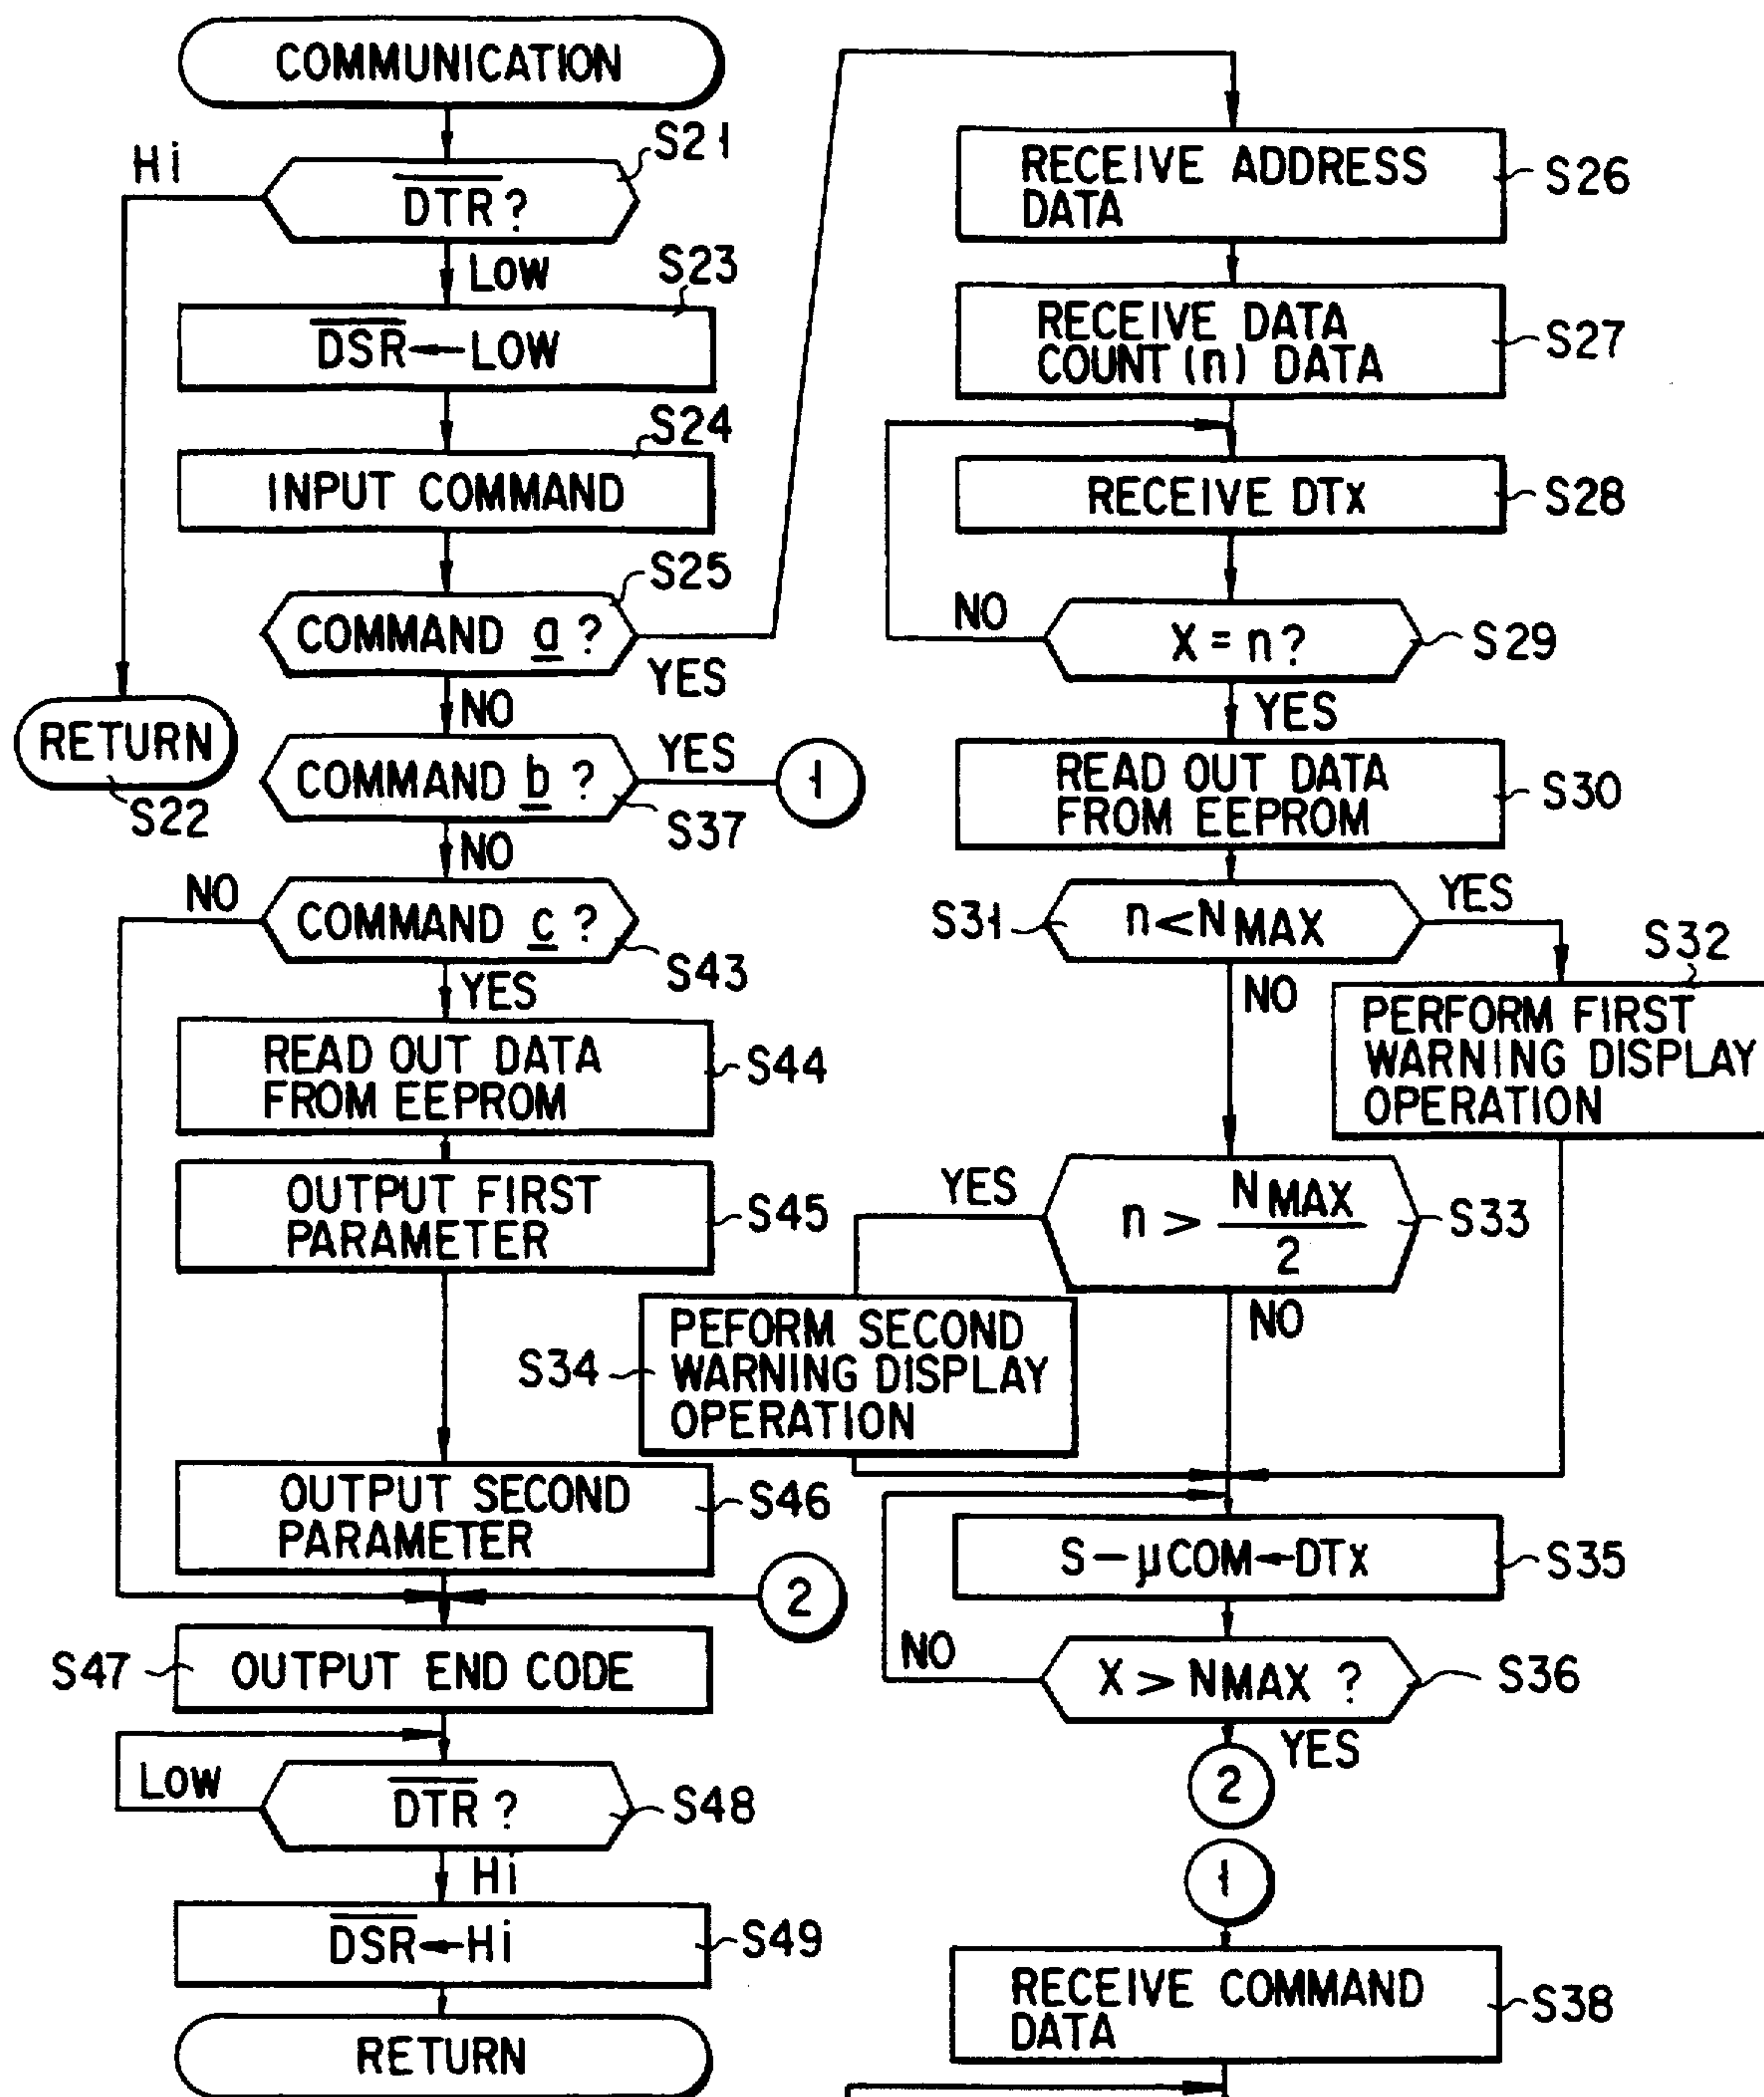 COMMUNICATION
S21
Hi
D̅T̅R̅?
LOW
S23
D̅S̅R̅←LOW
S24
INPUT COMMAND
S25
COMMAND a ?
YES
NO
RETURN
S22
COMMAND b ?
YES
1
S37
NO
NO
COMMAND c ?
S43
YES
READ OUT DATA
FROM EEPROM
S44
OUTPUT FIRST
PARAMETER
S45
OUTPUT SECOND
PARAMETER
S46
2
S47
OUTPUT END CODE
LOW
D̅T̅R̅ ?
S48
Hi
D̅S̅R̅←Hi
S49
RETURN
RECEIVE ADDRESS
DATA
S26
RECEIVE DATA
COUNT (n) DATA
S27
RECEIVE DTx
S28
NO
X = n?
S29
YES
READ OUT DATA
FROM EEPROM
S30
S31
n<NMAX
YES
S32
NO
PERFORM FIRST
WARNING DISPLAY
OPERATION
YES
n > NMAX
2
S33
NO
S34
PEFORM SECOND
WARNING DISPLAY
OPERATION
S-μCOM←DTx
S35
NO
X > NMAX ?
S36
YES
2
1
RECEIVE COMMAND
DATA
S38